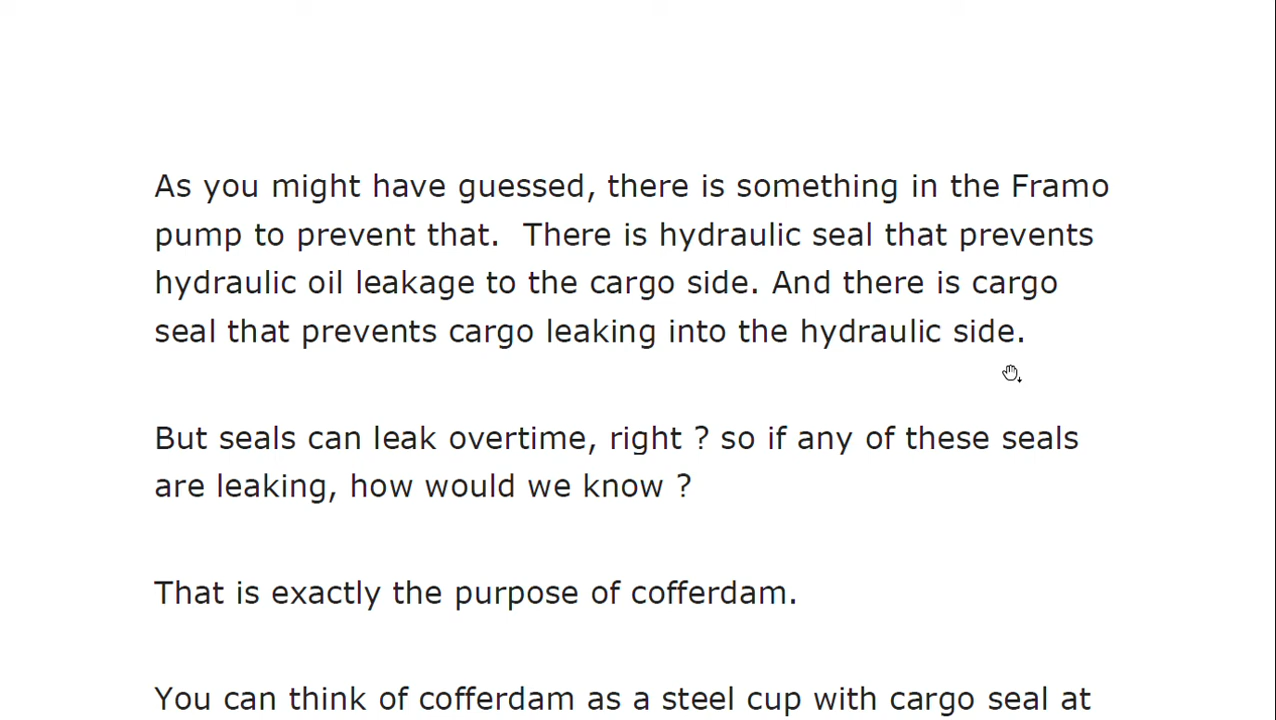 As you might have guessed, there is something in the Framo
pump to prevent that.  There is hydraulic seal that prevents
hydraulic oil leakage to the cargo side. And there is cargo
seal that prevents cargo leaking into the hydraulic side.
But seals can leak overtime, right ? so if any of these seals
are leaking, how would we know ?
That is exactly the purpose of cofferdam.
You can think of cofferdam as a steel cup with cargo seal at